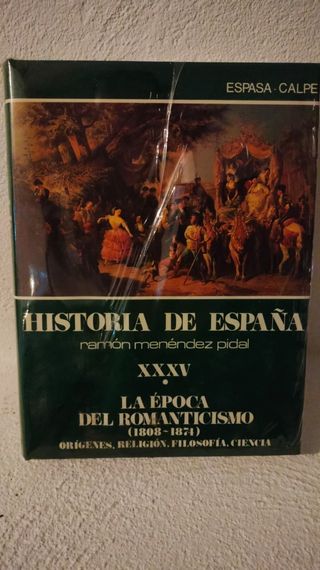 ESPASA-CALPE
HISTORIA DE ESPAÑA
ramón menéndez pidal
XXXV
•
LA ÉPOCA
DEL ROMANTICISMO
(1808-1874)
ORÍGENES, RELIGIÓN, FILOSOFÍA, CIENCIA